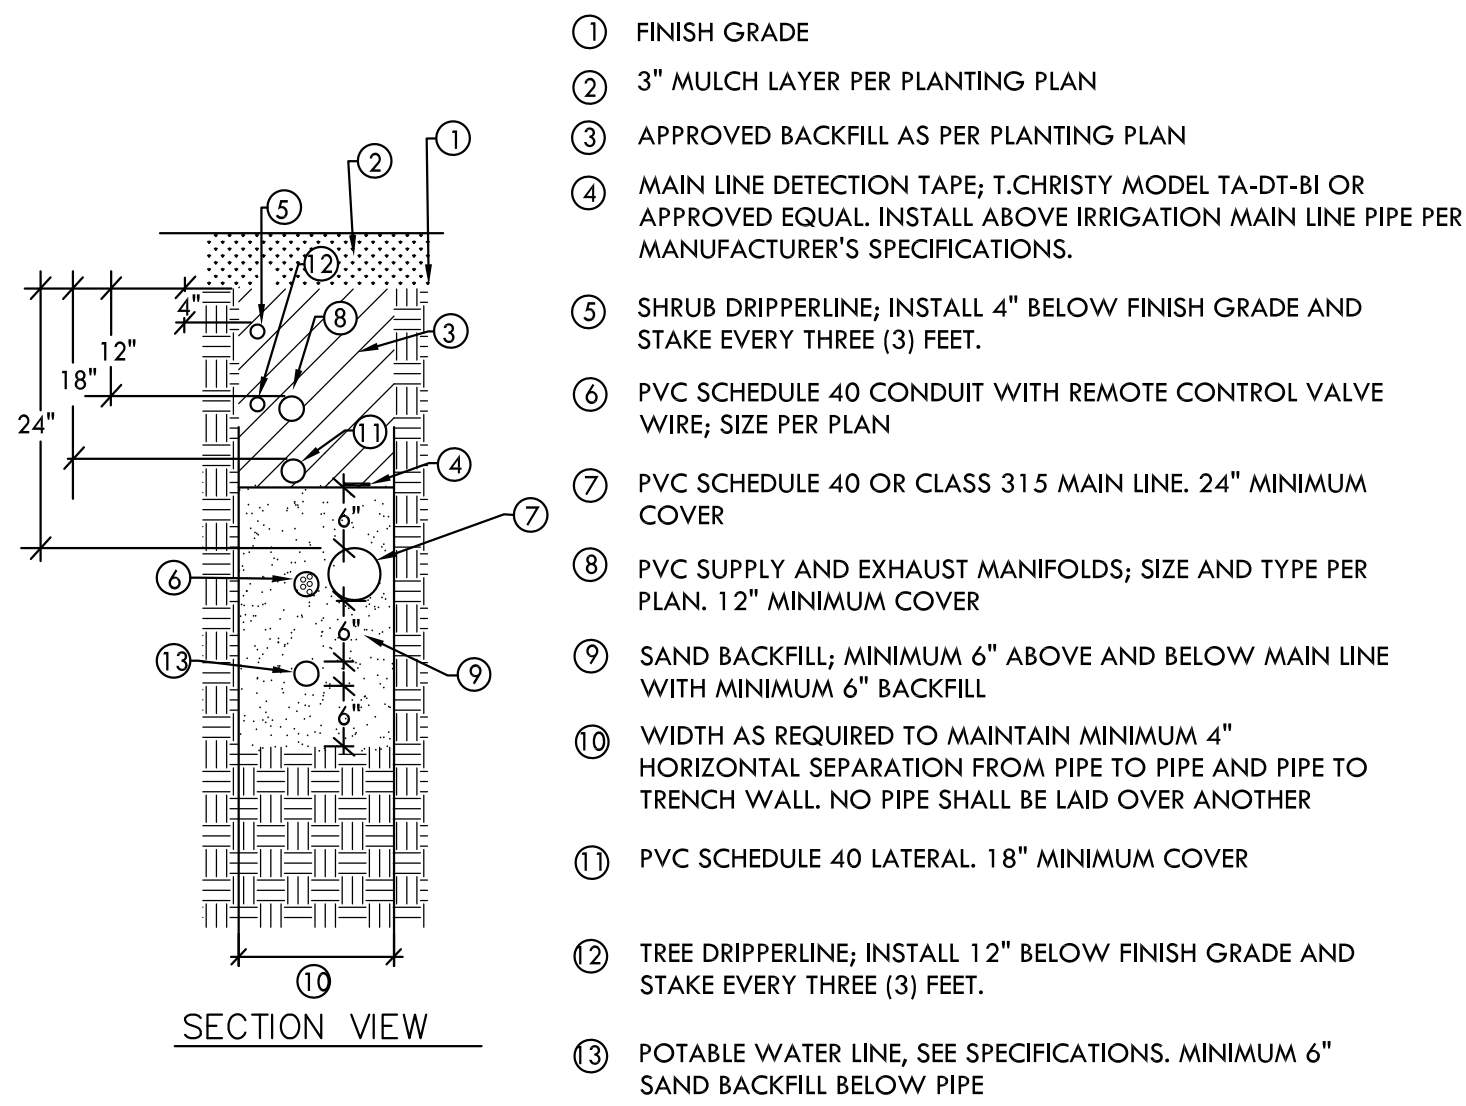 ① FINISH GRADE
② 3" MULCH LAYER PER PLANTING PLAN
③ APPROVED BACKFILL AS PER PLANTING PLAN
④ MAIN LINE DETECTION TAPE; T.CHRISTY MODEL TA-DT-BI OR
APPROVED EQUAL. INSTALL ABOVE IRRIGATION MAIN LINE PIPE PER
MANUFACTURER'S SPECIFICATIONS.
⑤ SHRUB DRIPPERLINE; INSTALL 4" BELOW FINISH GRADE AND
STAKE EVERY THREE (3) FEET.
⑥ PVC SCHEDULE 40 CONDUIT WITH REMOTE CONTROL VALVE
WIRE; SIZE PER PLAN
⑦ PVC SCHEDULE 40 OR CLASS 315 MAIN LINE. 24" MINIMUM
COVER
⑧ PVC SUPPLY AND EXHAUST MANIFOLDS; SIZE AND TYPE PER
PLAN. 12" MINIMUM COVER
⑨ SAND BACKFILL; MINIMUM 6" ABOVE AND BELOW MAIN LINE
WITH MINIMUM 6" BACKFILL
⑩ WIDTH AS REQUIRED TO MAINTAIN MINIMUM 4"
HORIZONTAL SEPARATION FROM PIPE TO PIPE AND PIPE TO
TRENCH WALL. NO PIPE SHALL BE LAID OVER ANOTHER
⑪ PVC SCHEDULE 40 LATERAL. 18" MINIMUM COVER
⑫ TREE DRIPPERLINE; INSTALL 12" BELOW FINISH GRADE AND
STAKE EVERY THREE (3) FEET.
⑬ POTABLE WATER LINE, SEE SPECIFICATIONS. MINIMUM 6"
SAND BACKFILL BELOW PIPE
①
②
⑤
⑫
4"
⑧
③
12"
18"
24"
⑪
④
6"
⑦
⑥
6"
⑬
⑨
6"
⑩
SECTION VIEW